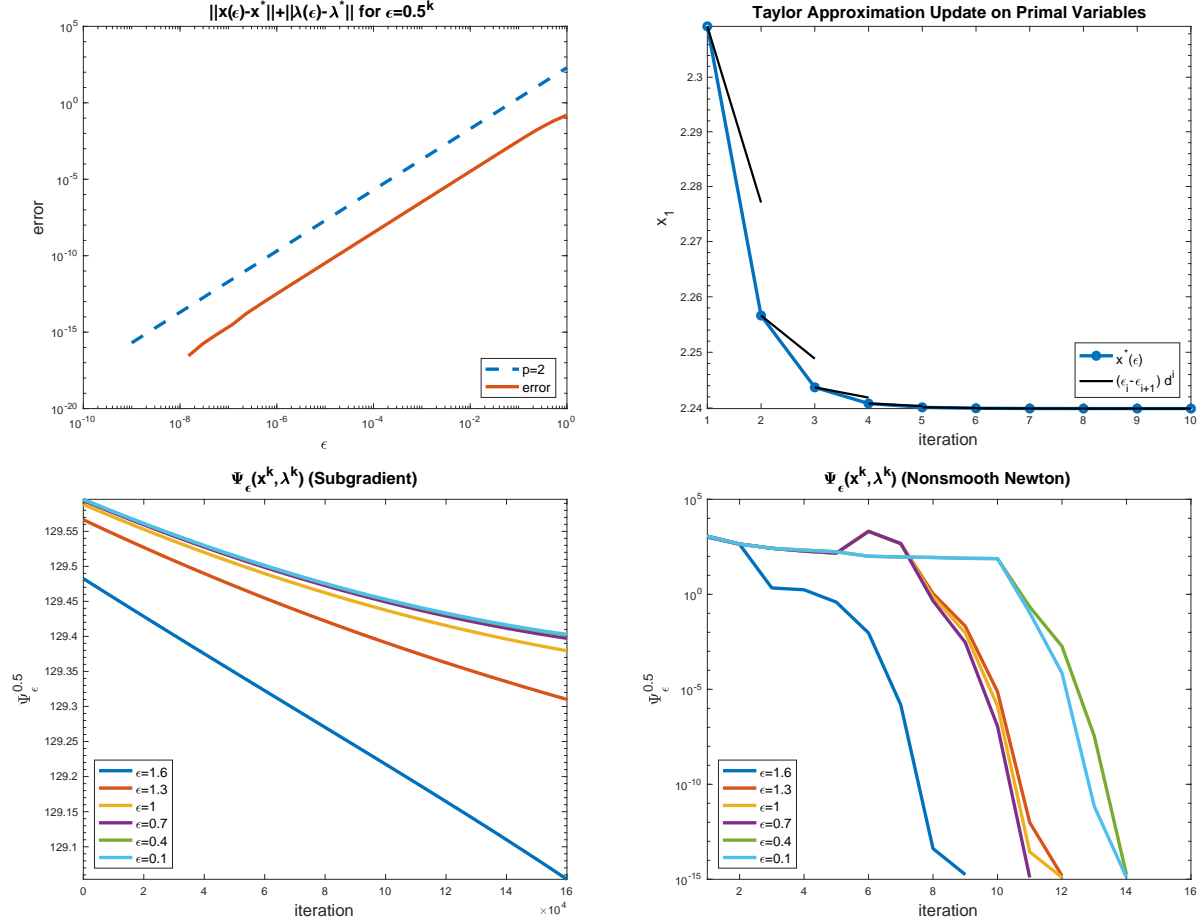 ||x(ϵ)-x*||+||λ(ϵ)-λ*|| for ϵ=0.5^k
10^5
10^0
10^-5
10^-10
10^-15
10^-20
error
10^-10
10^-8
10^-6
10^-4
10^-2
10^0
ϵ
p=2
error
Taylor Approximation Update on Primal Variables
2.3
2.29
2.28
2.27
2.26
2.25
2.24
x_1
1
2
3
4
5
6
7
8
9
10
iteration
x^*(ϵ)
(ϵ_i-ϵ_{i+1}) d^i
Ψ_ϵ(x^k,λ^k) (Subgradient)
129.55
129.5
129.45
129.4
129.35
129.3
129.25
129.2
129.15
129.1
Ψ_ϵ^0.5
0
2
4
6
8
10
12
14
16
iteration
×10^4
ϵ=1.6
ϵ=1.3
ϵ=1
ϵ=0.7
ϵ=0.4
ϵ=0.1
Ψ_ϵ(x^k,λ^k) (Nonsmooth Newton)
10^5
10^0
10^-5
10^-10
10^-15
Ψ_ϵ^0.5
2
4
6
8
10
12
14
16
iteration
ϵ=1.6
ϵ=1.3
ϵ=1
ϵ=0.7
ϵ=0.4
ϵ=0.1